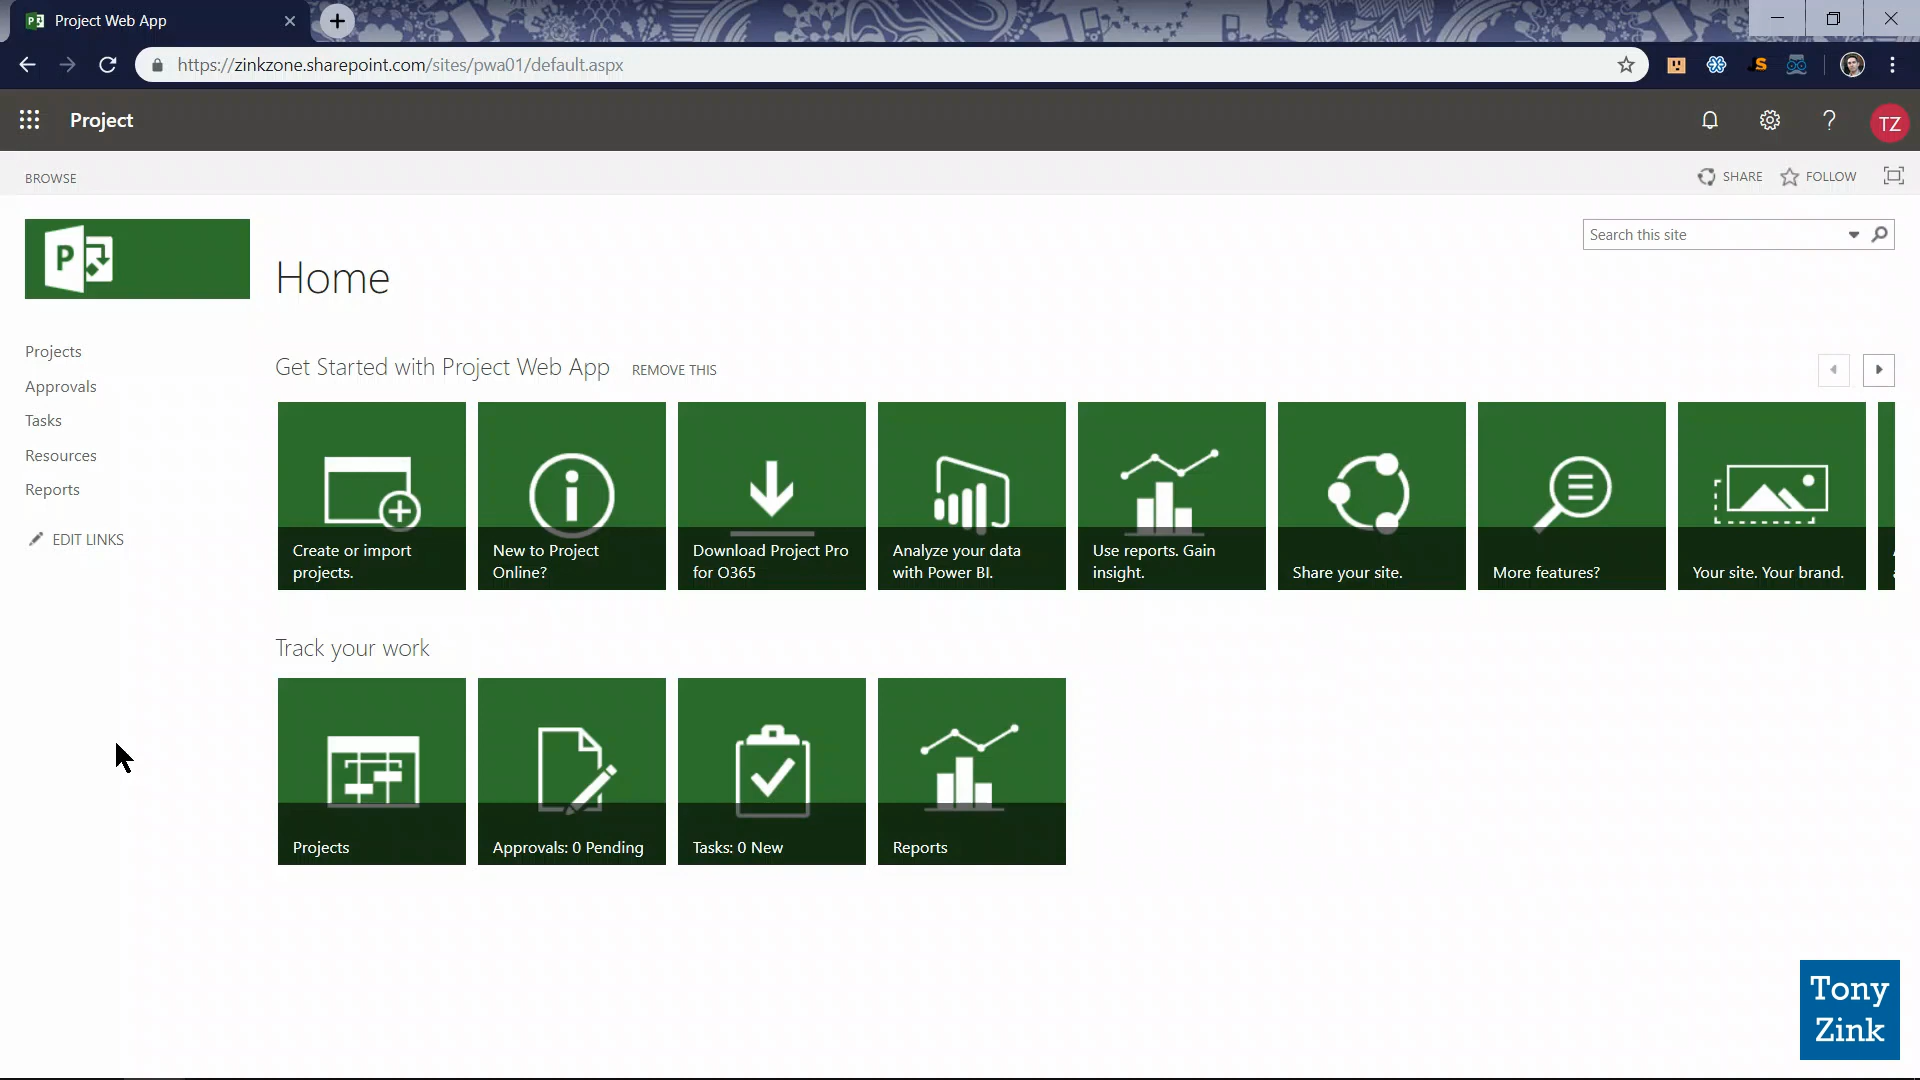 Project Web App
https://zinkzone.sharepoint.com/sites/pwa01/default.aspx
Project
TZ
BROWSE
SHARE
FOLLOW
P
Search this site
Home
Projects
Approvals
Tasks
Resources
Reports
EDIT LINKS
Get Started with Project Web App
REMOVE THIS
Create or import
projects.
New to Project
Online?
Download Project Pro
for O365
Analyze your data
with Power BI.
Use reports. Gain
insight.
Share your site.
More features?
Your site. Your brand.
Track your work
Projects
Approvals: 0 Pending
Tasks: 0 New
Reports
Tony
Zink